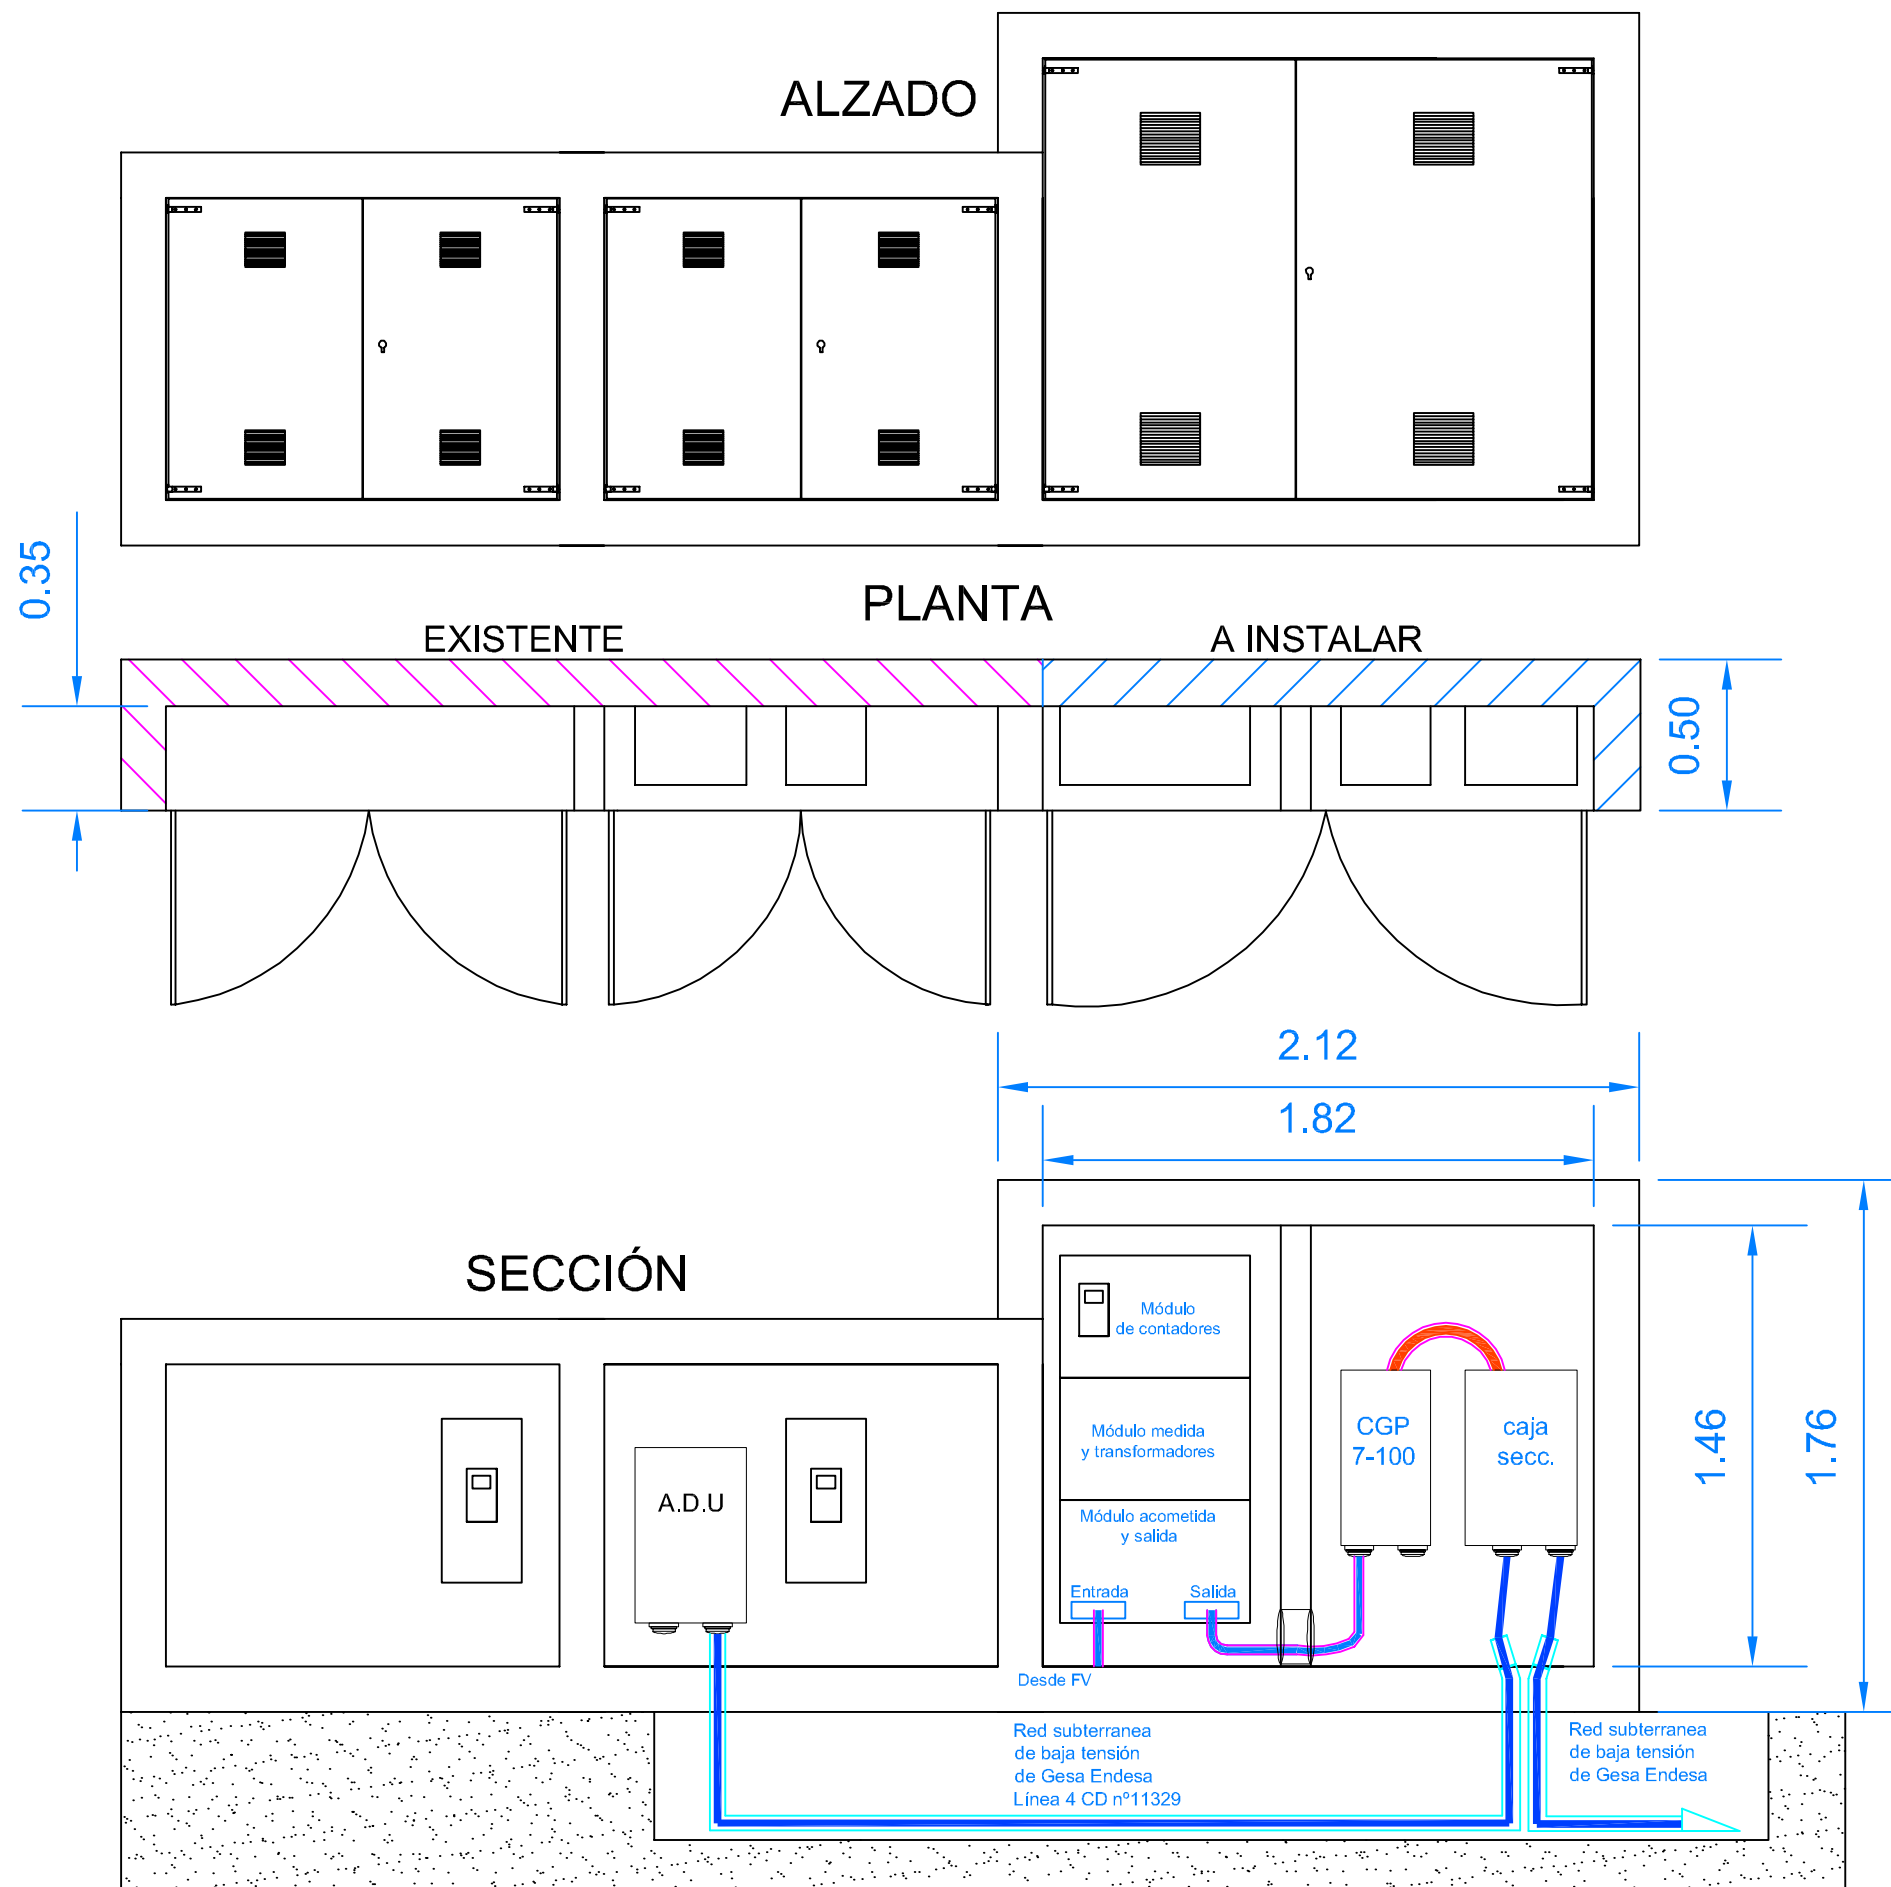 ALZADO
0.35
PLANTA
EXISTENTE
A INSTALAR
0.50
2.12
1.82
SECCIÓN
Módulo
de contadores
Módulo medida
y transformadores
Módulo acometida
y salida
Entrada
Salida
CGP
7-100
caja
secc.
1.46
1.76
A.D.U
Desde FV
Red subterranea
de baja tensión
de Gesa Endesa
Línea 4 CD nº11329
Red subterranea
de baja tensión
de Gesa Endesa